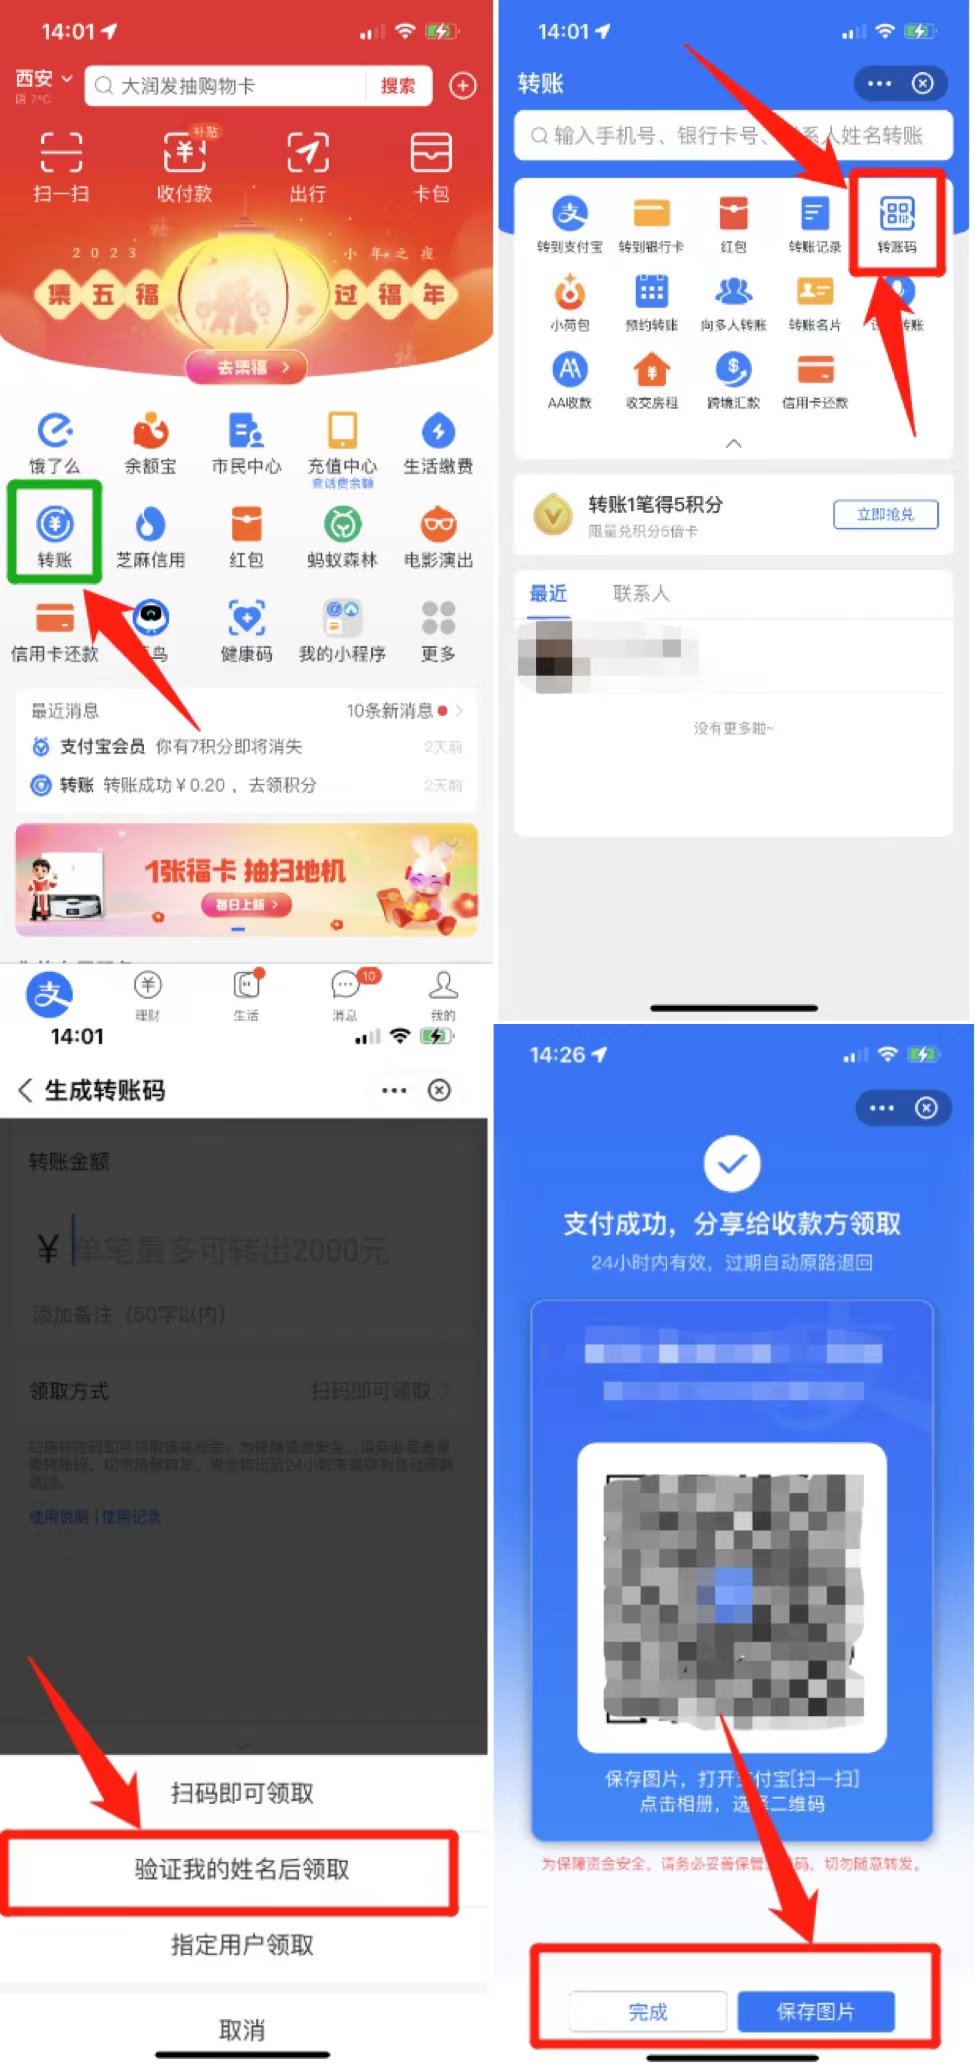 14:01
西安
阴 2°C
大润发抽购物卡
搜索
扫一扫
补贴
收付款
出行
卡包
2023
小年之夜
集五福
过福年
去集福 >
饿了么
余额宝
市民中心
充值中心
查话费余额
生活缴费
转账
芝麻信用
红包
蚂蚁森林
电影演出
信用卡还款
鸟
健康码
我的小程序
更多
最近消息
10条新消息
支付宝会员 你有7积分即将消失
2天前
转账 转账成功¥0.20，去领积分
2天前
1张福卡 抽扫地机
每日上新 >
支
理财
生活
10
消息
我的
14:01
转账
输入手机号、银行卡号、
系人姓名转账
转到支付宝
转到银行卡
红包
转账记录
转账码
小荷包
预约转账
向多人转账
转账名片
转账
AA收款
收交房租
跨境汇款
信用卡还款
转账1笔得5积分
限量兑积分5倍卡
立即抢兑
最近
联系人
没有更多啦~
14:01
生成转账码
转账金额
¥ 单笔最多可转出2000元
添加备注（50字以内）
领取方式
扫码即可领取
使用说明 | 使用记录
扫码即可领取
验证我的姓名后领取
指定用户领取
取消
14:26
支付成功，分享给收款方领取
24小时内有效，过期自动原路退回
保存图片，打开支付宝[扫一扫]
点击相册，选择二维码
为保障资金安全，请务必妥善保管
码，切勿随意转发。
完成
保存图片